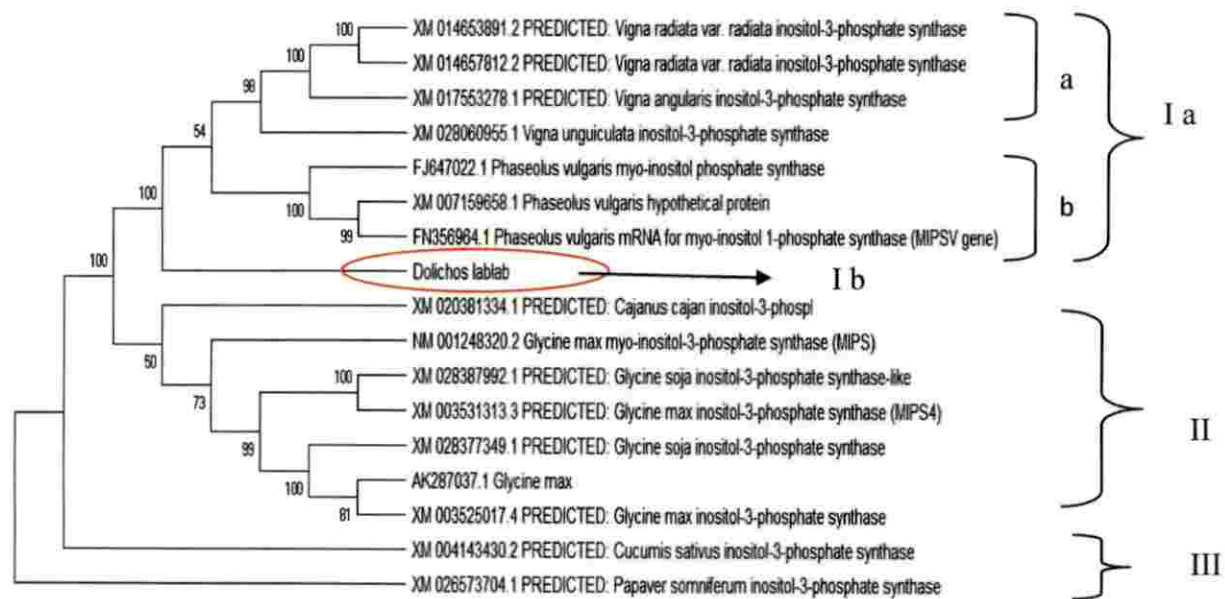 100
XM 014653891.2 PREDICTED: Vigna radiata var. radiata inositol-3-phosphate synthase
100
XM 014657812.2 PREDICTED: Vigna radiata var. radiata inositol-3-phosphate synthase
a
98
XM 017553278.1 PREDICTED: Vigna angularis inositol-3-phosphate synthase
I a
54
XM 028060955.1 Vigna unguiculata inositol-3-phosphate synthase
FJ647022.1 Phaseolus vulgaris myo-inositol phosphate synthase
100
XM 007159658.1 Phaseolus vulgaris hypothetical protein
b
100
99
FN356964.1 Phaseolus vulgaris mRNA for myo-inositol 1-phosphate synthase (MIPSV gene)
100
Dolichos lablab
I b
XM 020381334.1 PREDICTED: Cajanus cajan inositol-3-phospl
NM 001248320.2 Glycine max myo-inositol-3-phosphate synthase (MIPS)
50
100
XM 028387992.1 PREDICTED: Glycine soja inositol-3-phosphate synthase-like
73
XM 003531313.3 PREDICTED: Glycine max inositol-3-phosphate synthase (MIPS4)
II
99
XM 028377349.1 PREDICTED: Glycine soja inositol-3-phosphate synthase
100
AK287037.1 Glycine max
81
XM 003525017.4 PREDICTED: Glycine max inositol-3-phosphate synthase
XM 004143430.2 PREDICTED: Cucumis sativus inositol-3-phosphate synthase
III
XM 026573704.1 PREDICTED: Papaver somniferum inositol-3-phosphate synthase